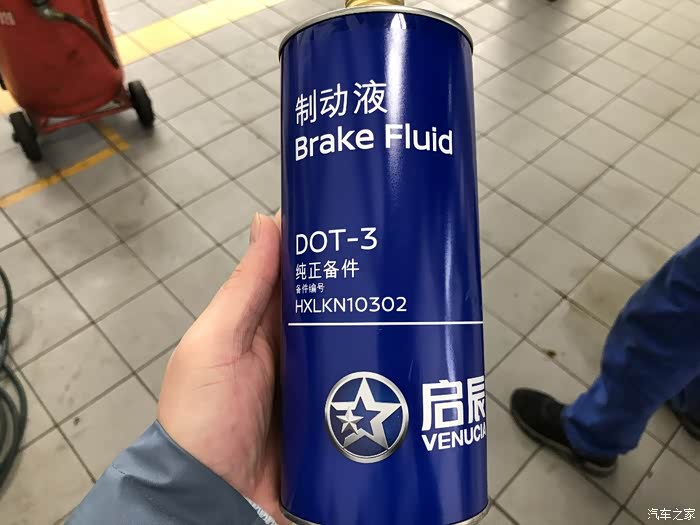 制动液
Brake Fluid
DOT-3
纯正备件
备件编号
HXLKN10302
启辰
VENUCIA
汽车之家